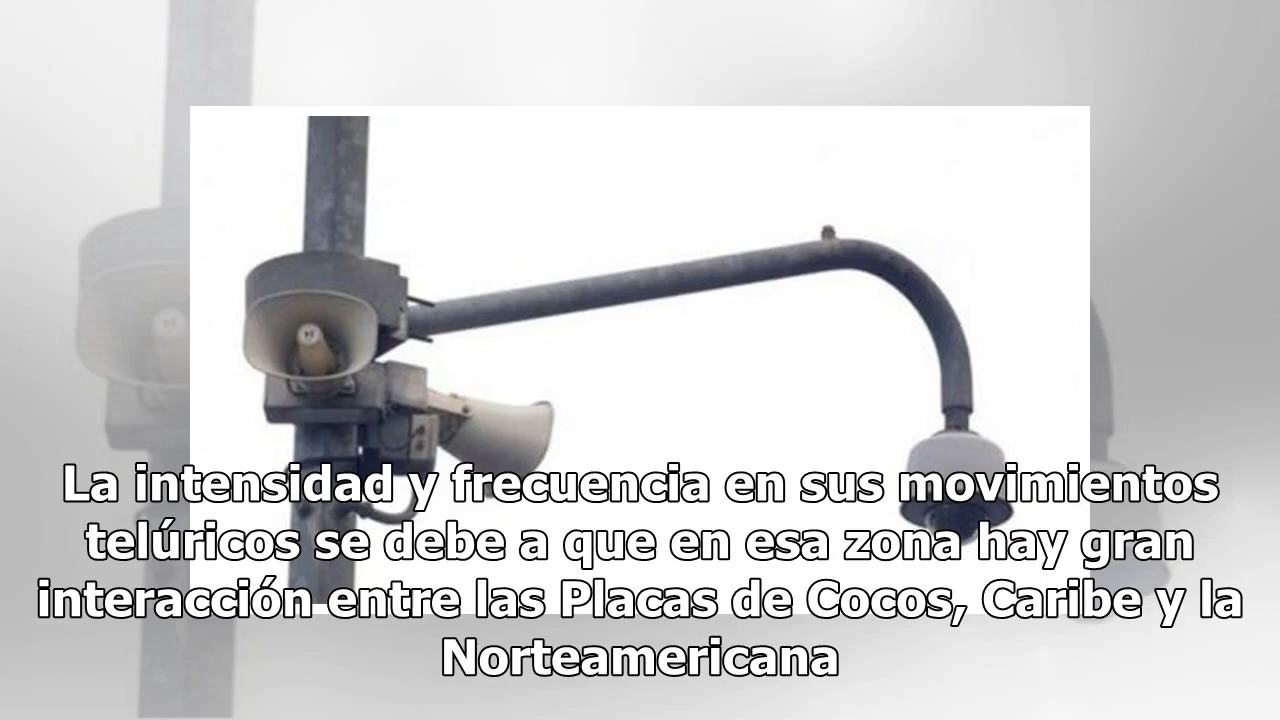 La intensidad y frecuencia en sus movimientos
telúricos se debe a que en esa zona hay gran
interacción entre las Placas de Cocos, Caribe y la
Norteamericana